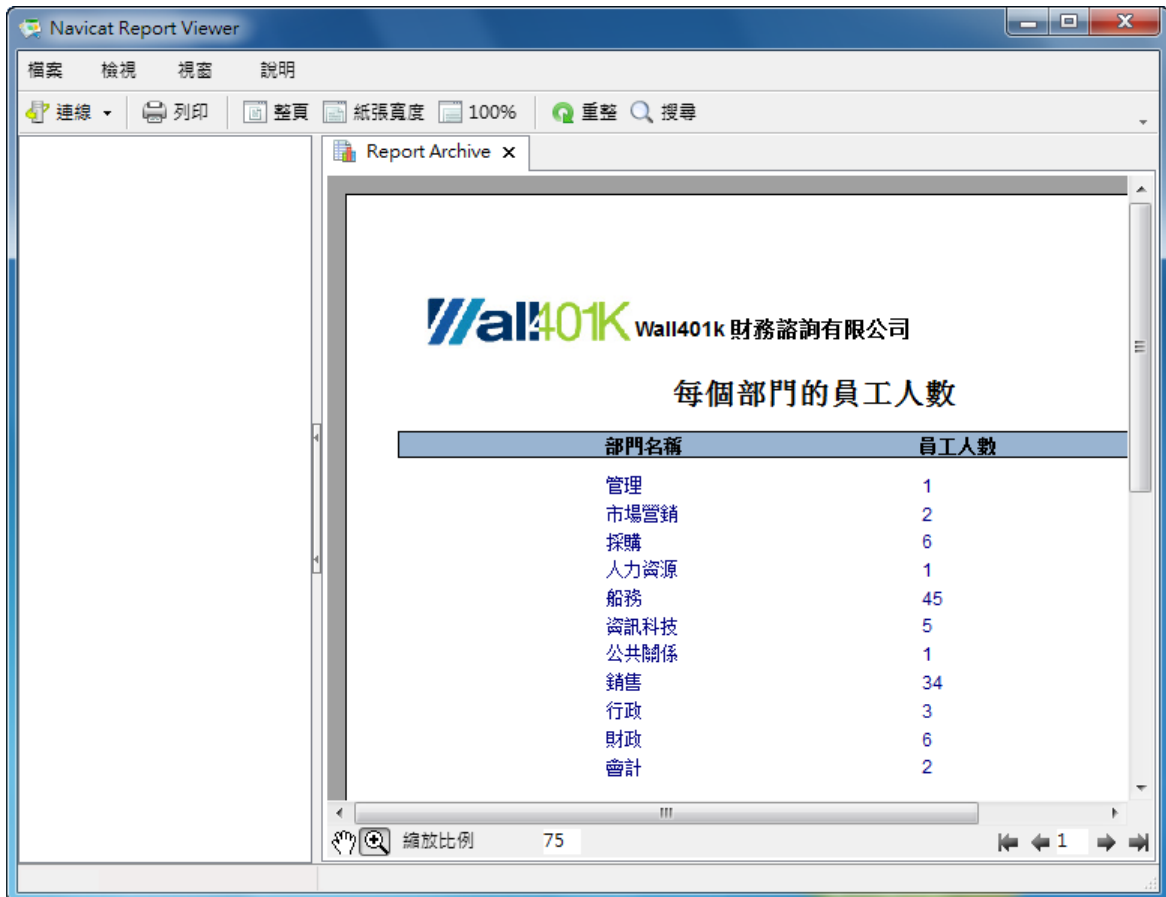 Navicat Report Viewer
檔案 檢視 視窗 說明
連線 列印 整頁 紙張寬度 100% 重整 搜尋
Report Archive
Wall401K Wall401k 財務諮詢有限公司
每個部門的員工人數
部門名稱 員工人數
管理 1
市場營銷 2
採購 6
人力資源 1
船務 45
資訊科技 5
公共關係 1
銷售 34
行政 3
財政 6
會計 2
縮放比例 75 1